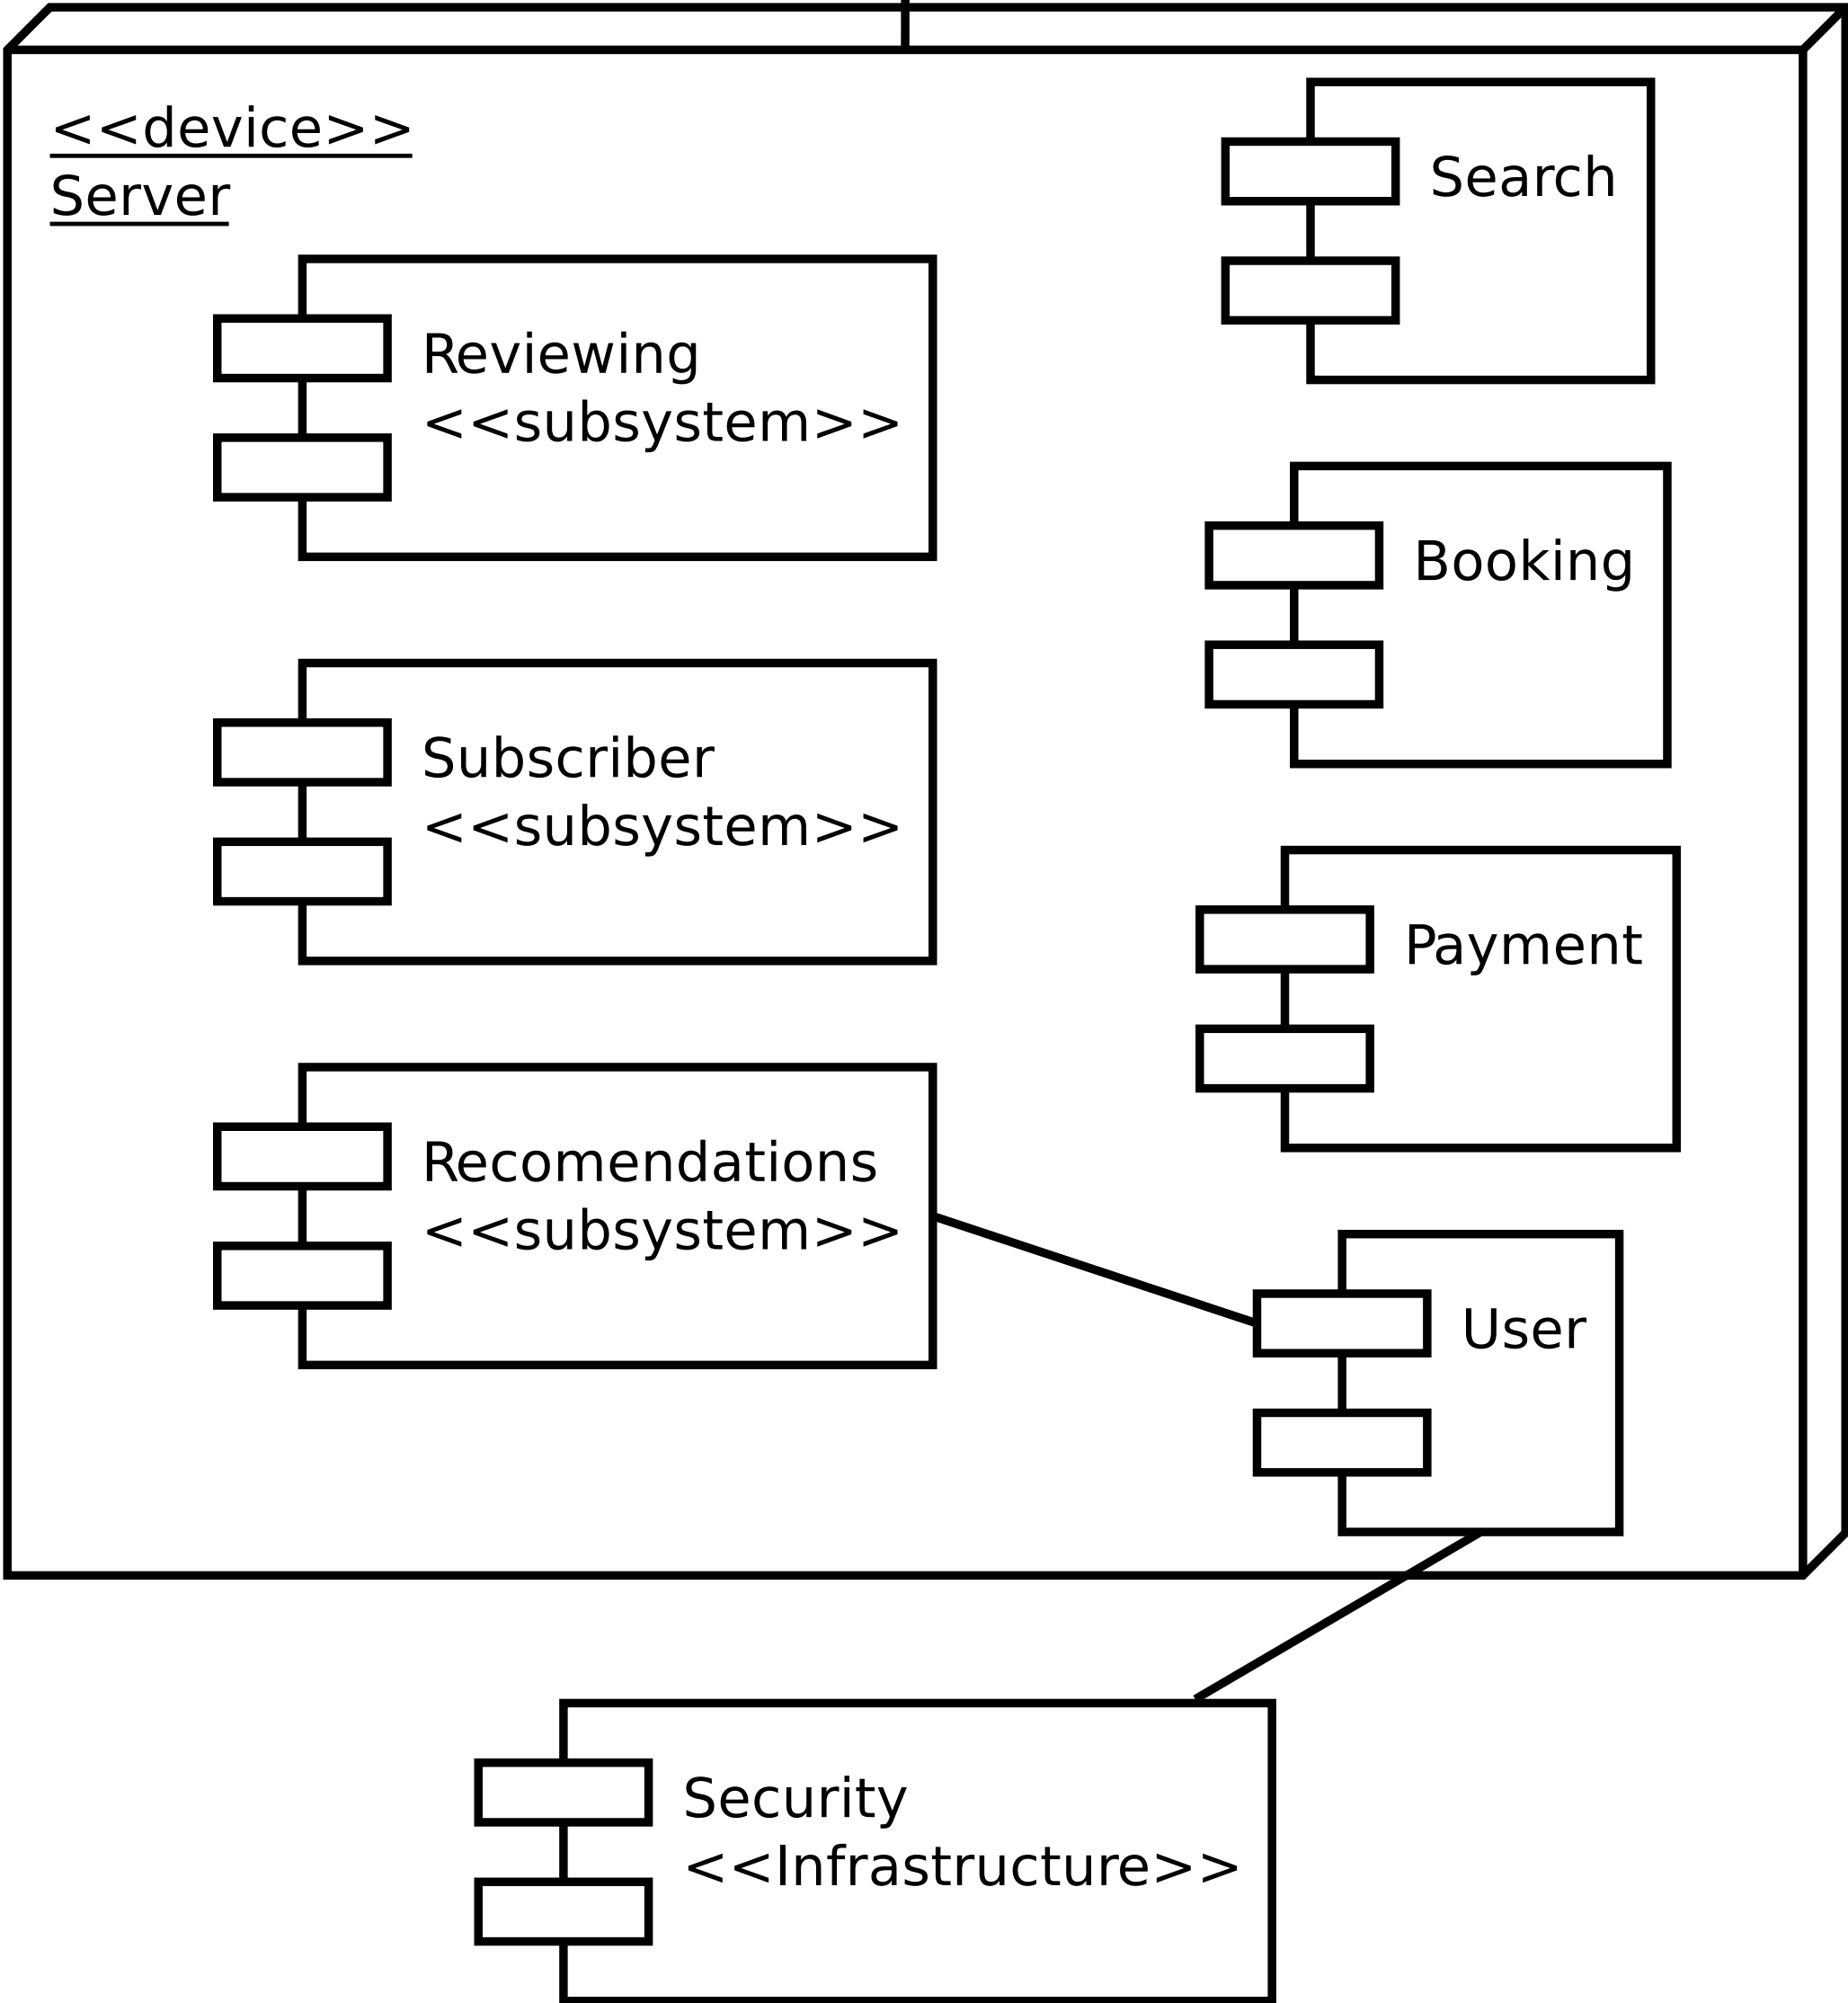 <<device>>
Server
Reviewing
<<subsystem>>
Subscriber
<<subsystem>>
Recomendations
<<subsystem>>
Search
Booking
Payment
User
Security
<<Infrastructure>>